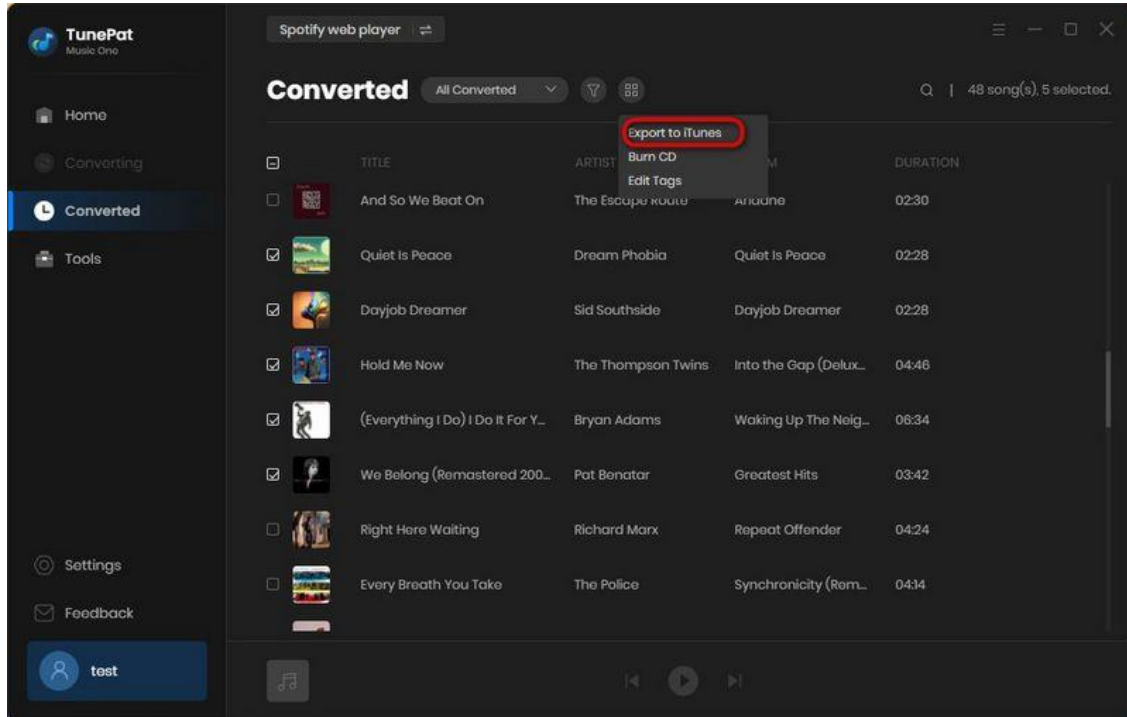 TunePat
Music One
Spotify web player
Converted
All Converted
48 song(s), 5 selected.
Home
Converting
Converted
Tools
Export to iTunes
Burn CD
Edit Tags
TITLE ARTIST M DURATION
And So We Beat On The Escape Route Ariadne 02:30
Quiet Is Peace Dream Phobia Quiet Is Peace 02:28
Dayjob Dreamer Sid Southside Dayjob Dreamer 02:28
Hold Me Now The Thompson Twins Into the Gap (Delux... 04:46
(Everything I Do) I Do It For Y... Bryan Adams Waking Up The Neig... 06:34
We Belong (Remastered 200... Pat Benatar Greatest Hits 03:42
Right Here Waiting Richard Marx Repeat Offender 04:24
Every Breath You Take The Police Synchronicity (Rem... 04:14
Settings
Feedback
test